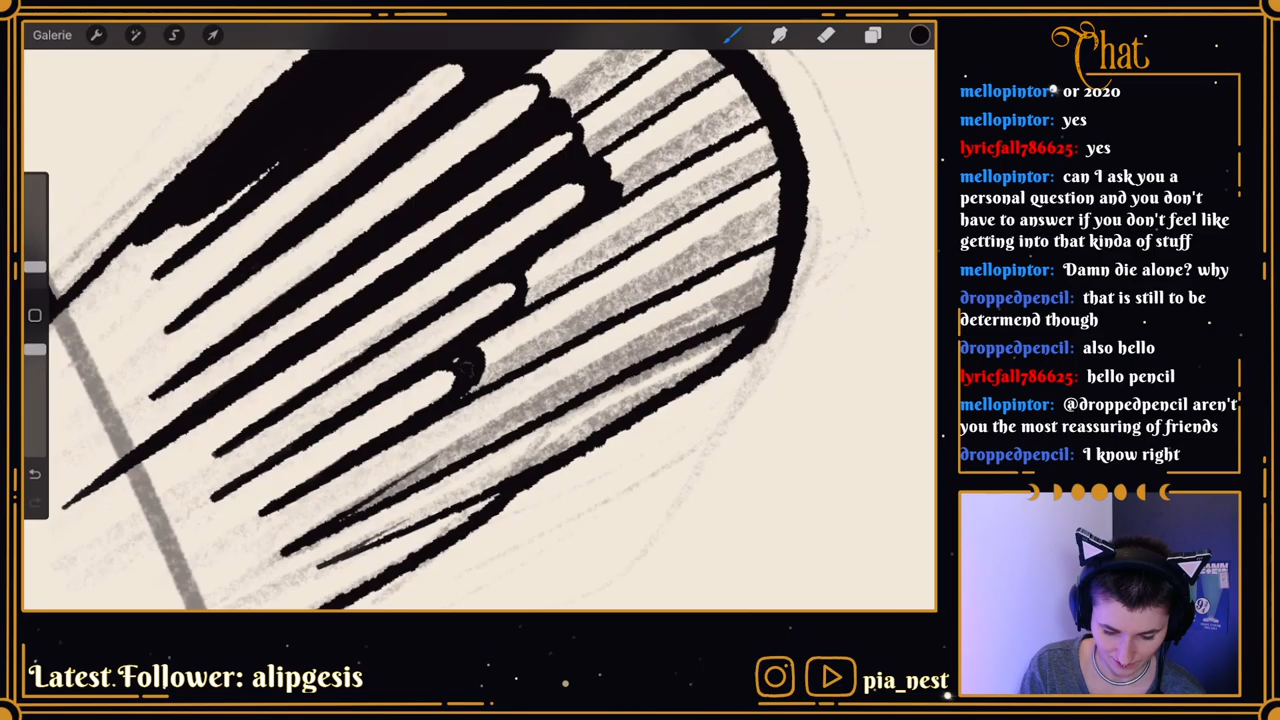 Galerie
Chat
mellopintor: or 2020
mellopintor: yes
lyricfall786625: yes
mellopintor: can I ask you a
personal question and you don't
have to answer if you don't feel like
getting into that kinda of stuff
mellopintor: Damn die alone? why
droppedpencil: that is still to be
determend though
droppedpencil: also hello
lyricfall786625: hello pencil
mellopintor: @droppedpencil aren't
you the most reassuring of friends
droppedpencil: I know right
Latest Follower: alipgesis
pia_nest